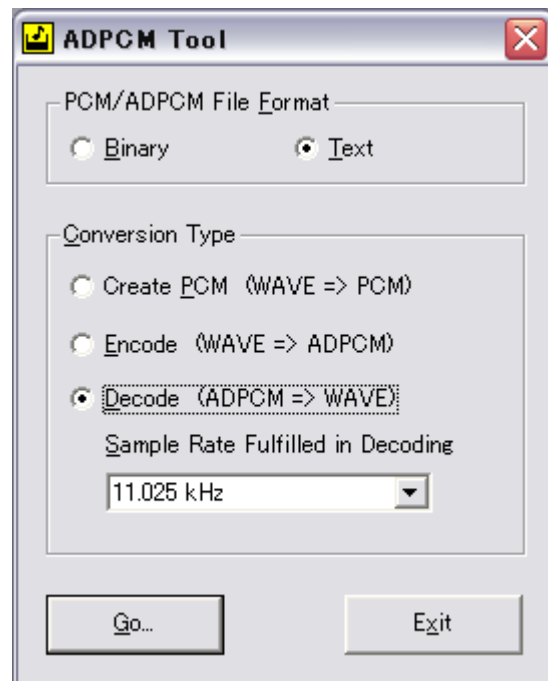 ADPCM Tool
PCM/ADPCM File Format
Binary
Text
Conversion Type
Create PCM (WAVE => PCM)
Encode (WAVE => ADPCM)
Decode (ADPCM => WAVE)
Sample Rate Fulfilled in Decoding
11.025 kHz
Go...
Exit